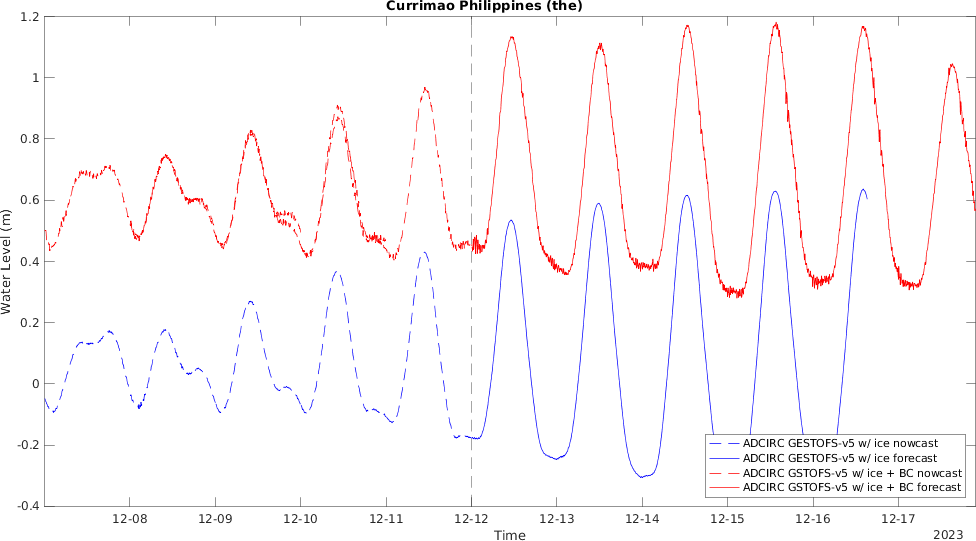 Currimao Philippines (the)
1.2
1
0.8
0.6
0.4
0.2
0
-0.2
-0.4
Water Level (m)
ADCIRC GESTOFS-v5 w/ ice nowcast
ADCIRC GESTOFS-v5 w/ ice forecast
ADCIRC GSTOFS-v5 w/ ice + BC nowcast
ADCIRC GSTOFS-v5 w/ ice + BC forecast
12-08 12-09 12-10 12-11 12-12 12-13 12-14 12-15 12-16 12-17
Time
2023